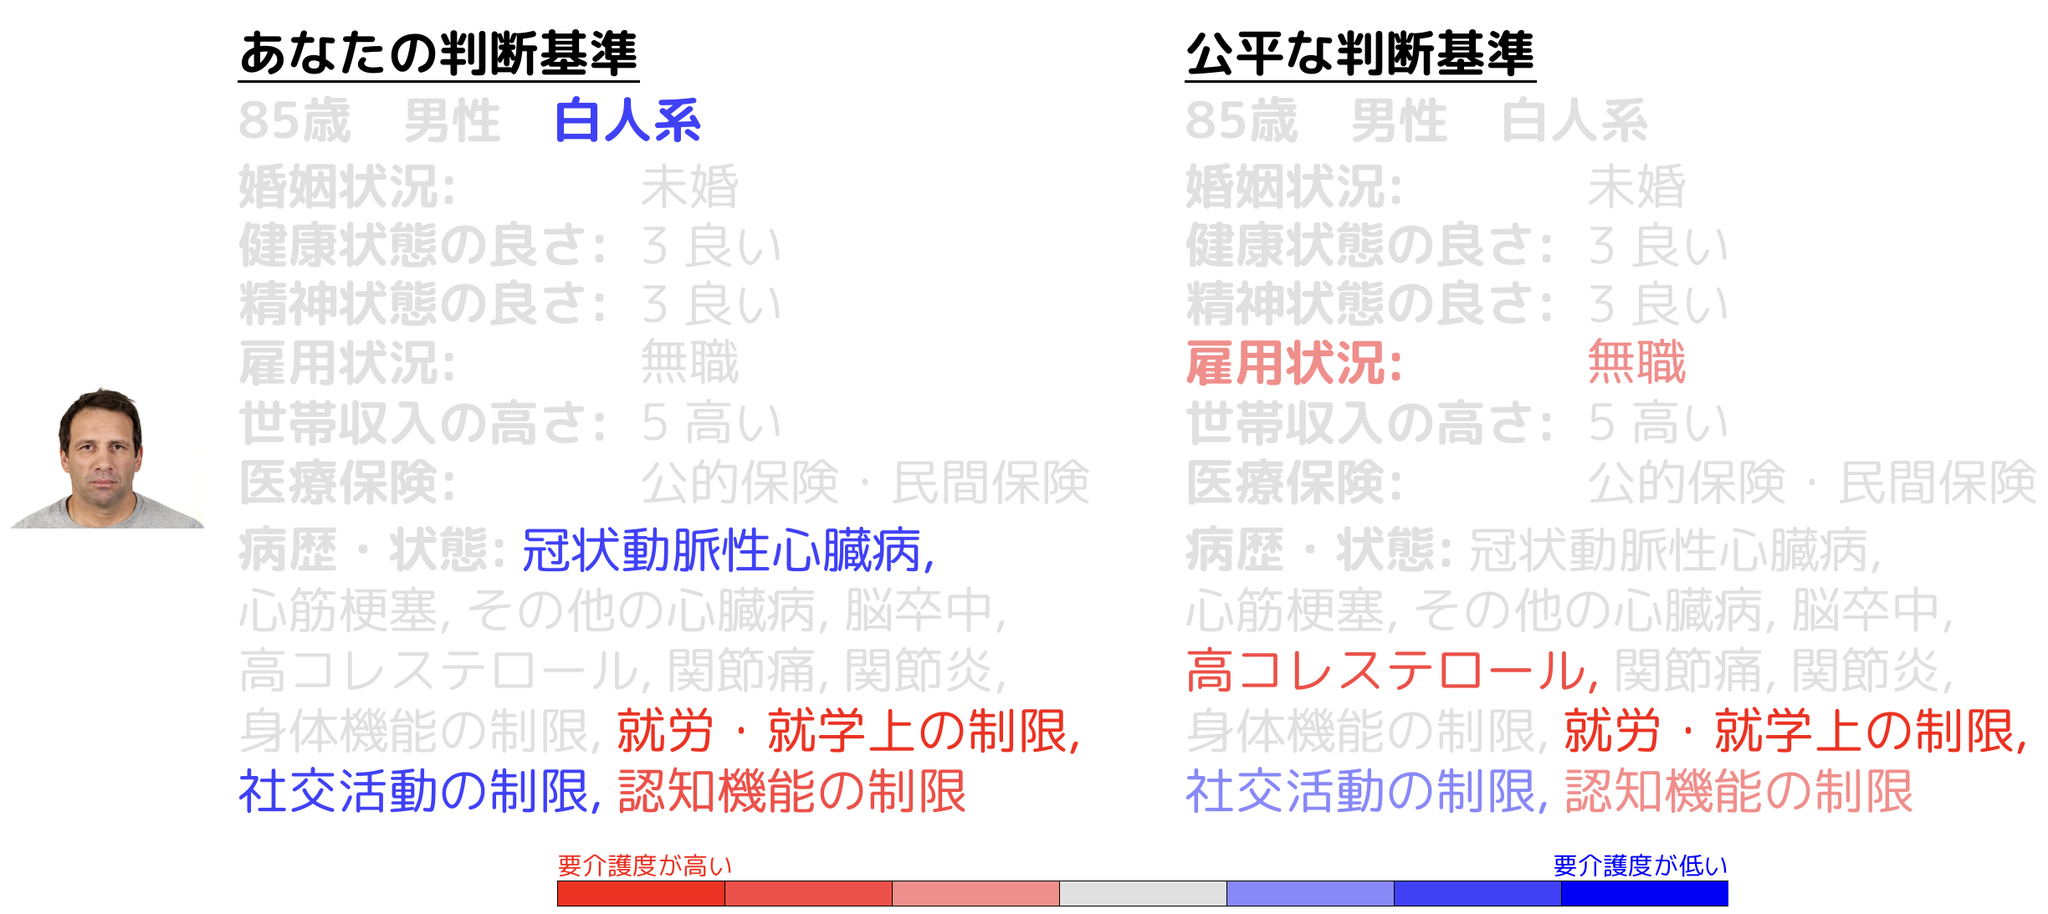 あなたの判断基準
85歳 男性 白人系
婚姻状況: 未婚
健康状態の良さ: 3 良い
精神状態の良さ: 3 良い
雇用状況: 無職
世帯収入の高さ: 5 高い
医療保険: 公的保険・民間保険
病歴・状態: 冠状動脈性心臓病,
心筋梗塞, その他の心臓病, 脳卒中,
高コレステロール, 関節痛, 関節炎,
身体機能の制限, 就労・就学上の制限,
社交活動の制限, 認知機能の制限
公平な判断基準
85歳 男性 白人系
婚姻状況: 未婚
健康状態の良さ: 3 良い
精神状態の良さ: 3 良い
雇用状況: 無職
世帯収入の高さ: 5 高い
医療保険: 公的保険・民間保険
病歴・状態: 冠状動脈性心臓病,
心筋梗塞, その他の心臓病, 脳卒中,
高コレステロール, 関節痛, 関節炎,
身体機能の制限, 就労・就学上の制限,
社交活動の制限, 認知機能の制限
要介護度が高い
要介護度が低い